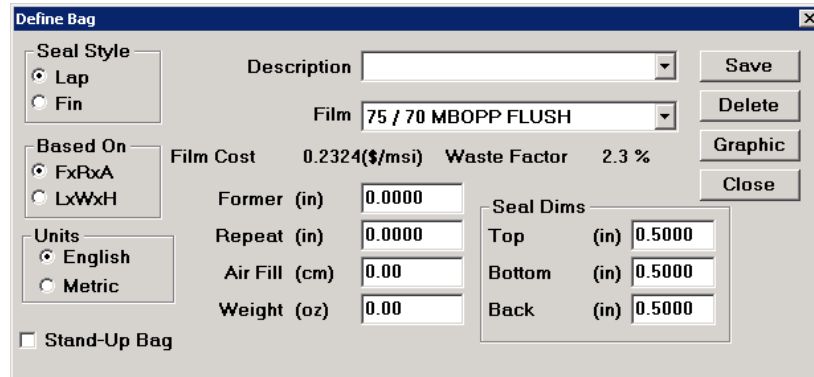 Define Bag
Seal Style
Lap
Fin
Description
Film 75 / 70 MBOPP FLUSH
Save
Delete
Graphic
Close
Based On
FxRxA
LxWxH
Film Cost 0.2324($/msi) Waste Factor 2.3 %
Units
English
Metric
Former (in) 0.0000
Repeat (in) 0.0000
Air Fill (cm) 0.00
Weight (oz) 0.00
Seal Dims
Top (in) 0.5000
Bottom (in) 0.5000
Back (in) 0.5000
Stand-Up Bag